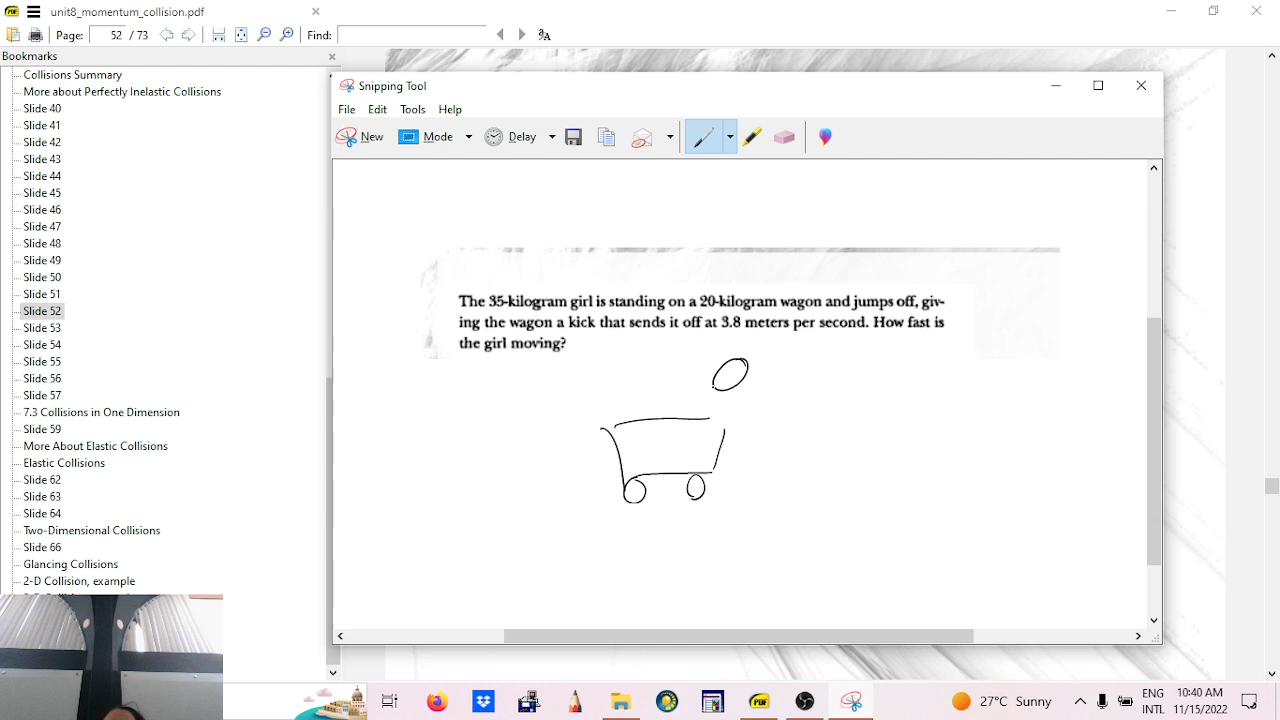 unit8_momentum_collision.pdf
Page: 52 / 73 Find:
Bookmarks
Collisions Summary
More about Perfectly Inelastic Collisions
Slide 40
Slide 41
Slide 42
Slide 43
Slide 44
Slide 45
Slide 46
Slide 47
Slide 48
Slide 49
Slide 50
Slide 51
Slide 52
Slide 53
Slide 54
Slide 55
Slide 56
Slide 57
7.3 Collisions in One Dimension
Slide 59
More About Elastic Collisions
Elastic Collisions
Slide 62
Slide 63
Slide 64
Two-Dimensional Collisions
Slide 66
Glancing Collisions
2-D Collision, example
Snipping Tool
File Edit Tools Help
New Mode Delay
The 35-kilogram girl is standing on a 20-kilogram wagon and jumps off, giv-
ing the wagon a kick that sends it off at 3.8 meters per second. How fast is
the girl moving?
PDF
27°C Sunny
ENG
INTL
10:40 AM
11/15/2022